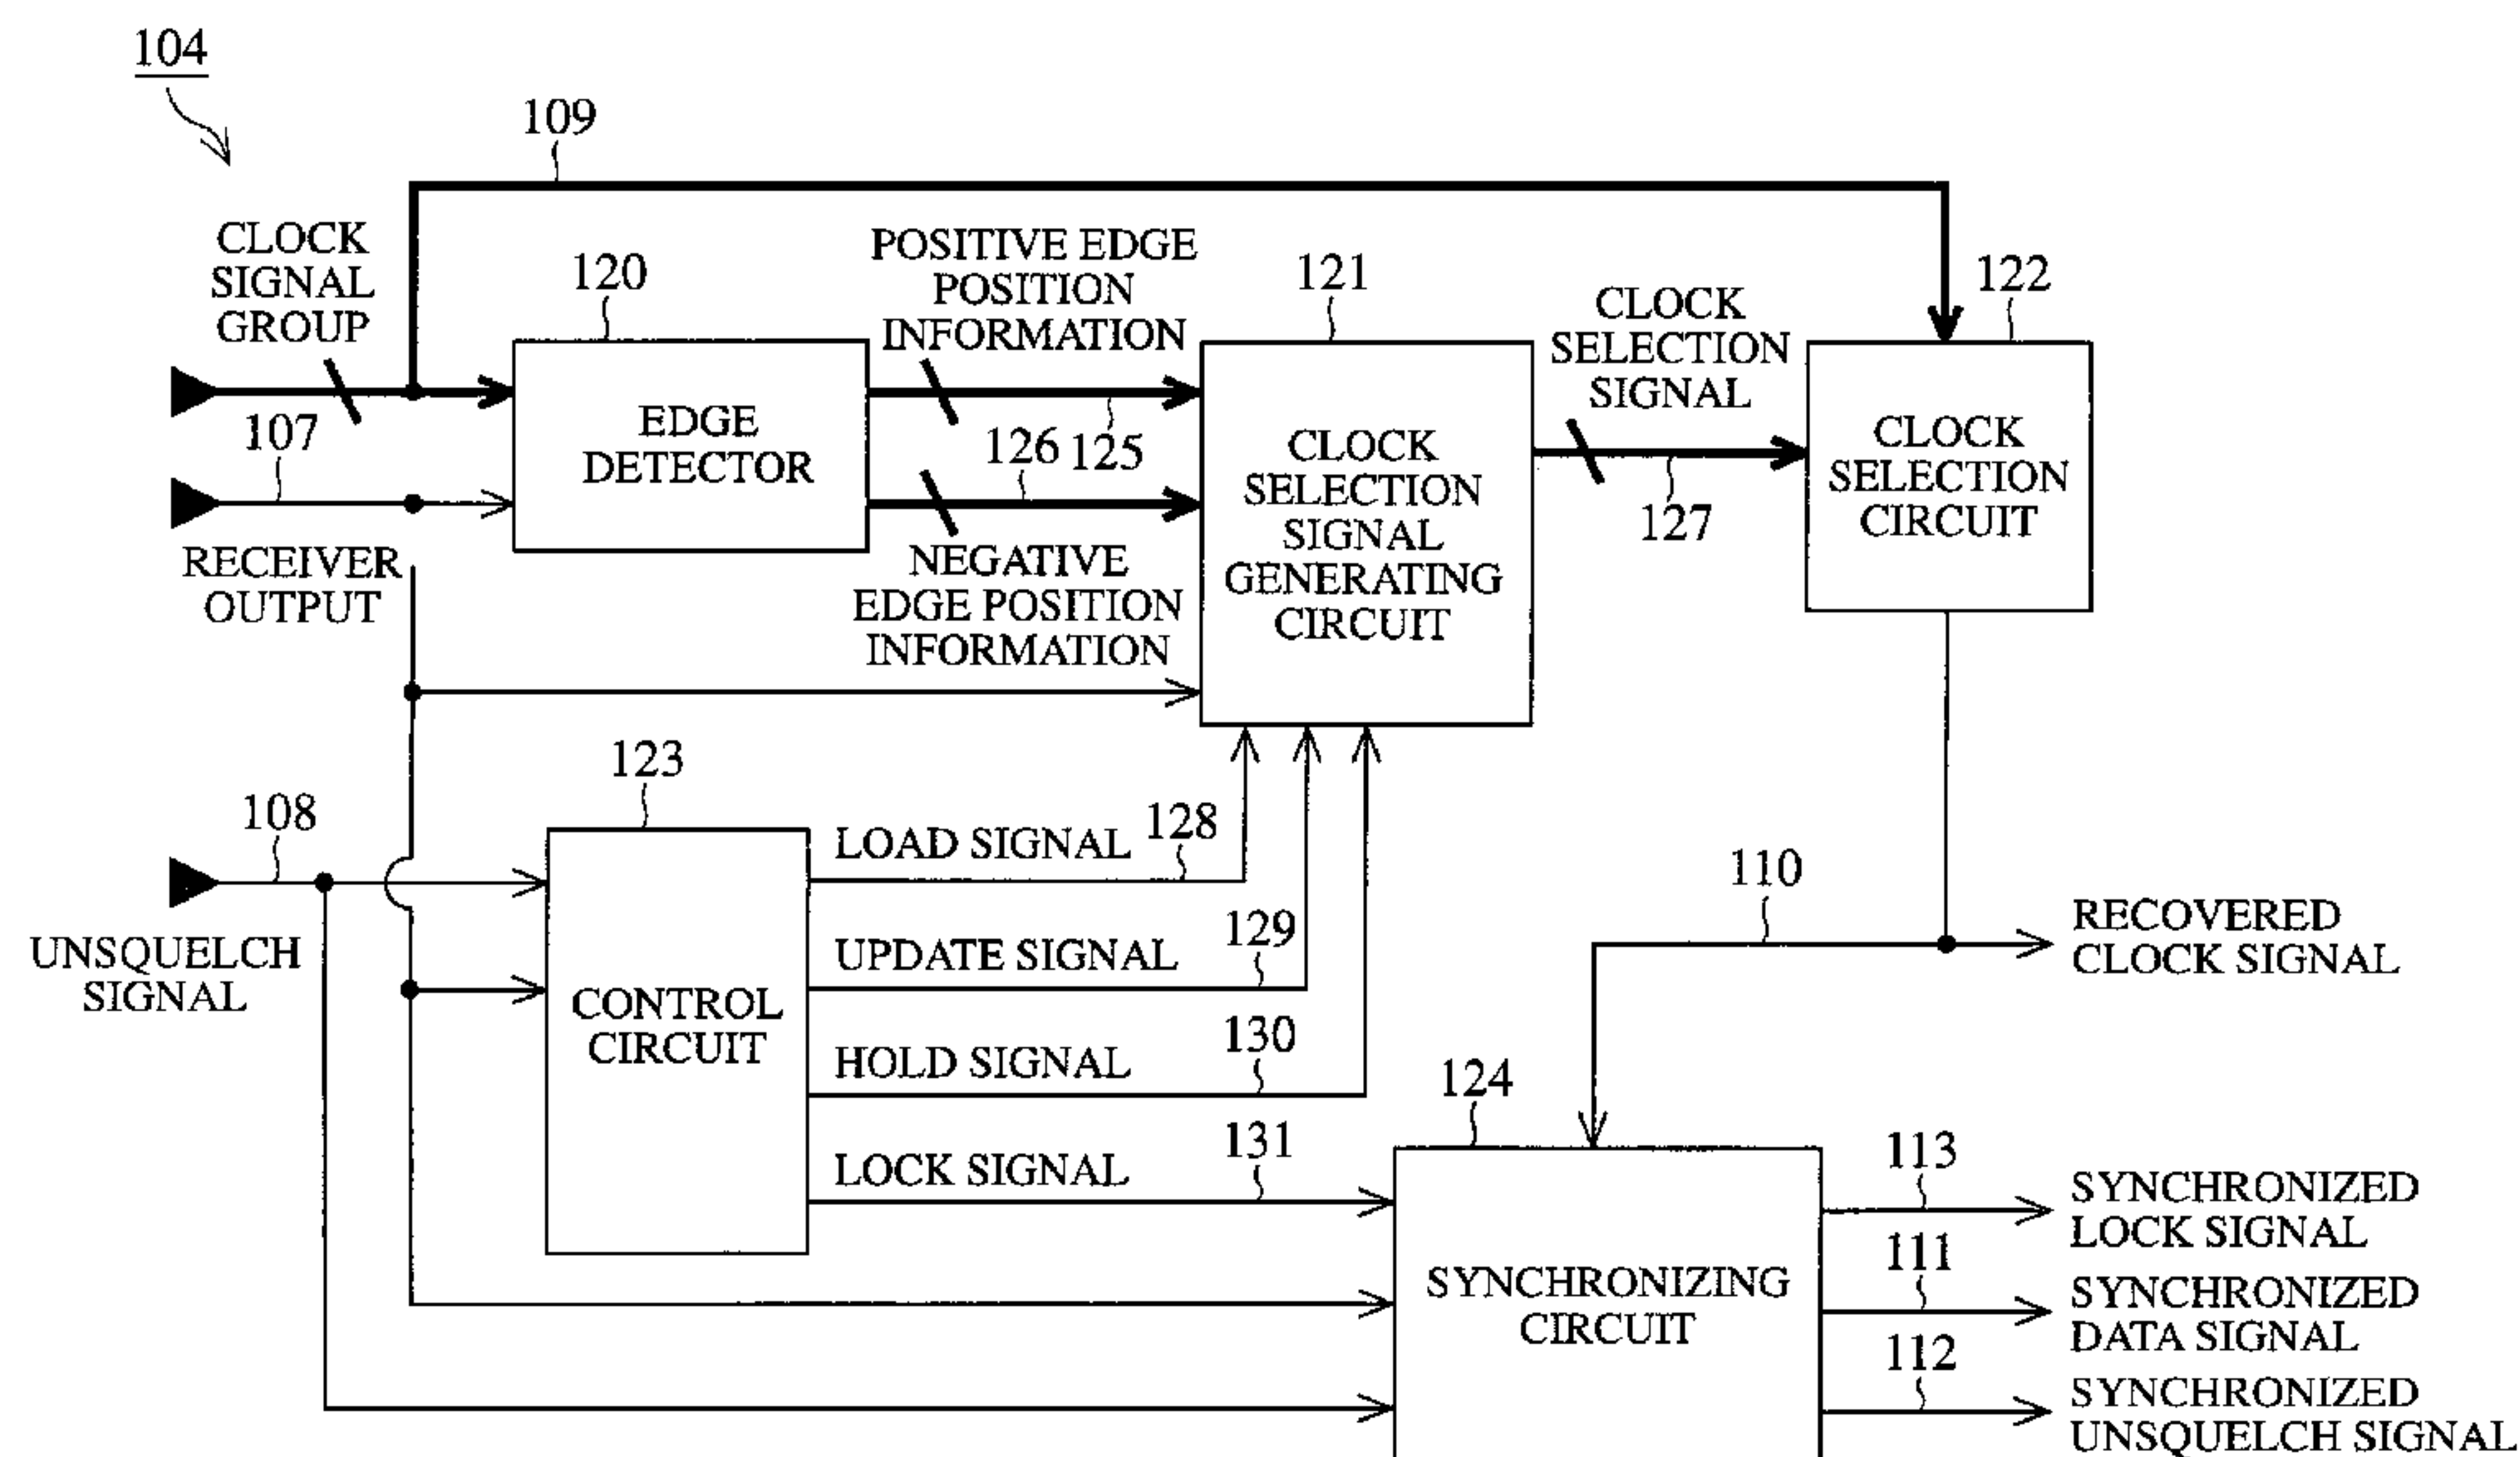 104
109
CLOCK
SIGNAL
GROUP
120
POSITIVE EDGE
POSITION
INFORMATION
121
CLOCK
SELECTION
SIGNAL
122
107
EDGE
DETECTOR
126 125
CLOCK
SELECTION
SIGNAL
GENERATING
CIRCUIT
127
CLOCK
SELECTION
CIRCUIT
RECEIVER
OUTPUT
NEGATIVE
EDGE POSITION
INFORMATION
123
108
UNSQUELCH
SIGNAL
CONTROL
CIRCUIT
LOAD SIGNAL
128
UPDATE SIGNAL
129
HOLD SIGNAL
130
LOCK SIGNAL
131
110
RECOVERED
CLOCK SIGNAL
124
SYNCHRONIZING
CIRCUIT
113
SYNCHRONIZED
LOCK SIGNAL
111
SYNCHRONIZED
DATA SIGNAL
112
SYNCHRONIZED
UNSQUELCH SIGNAL